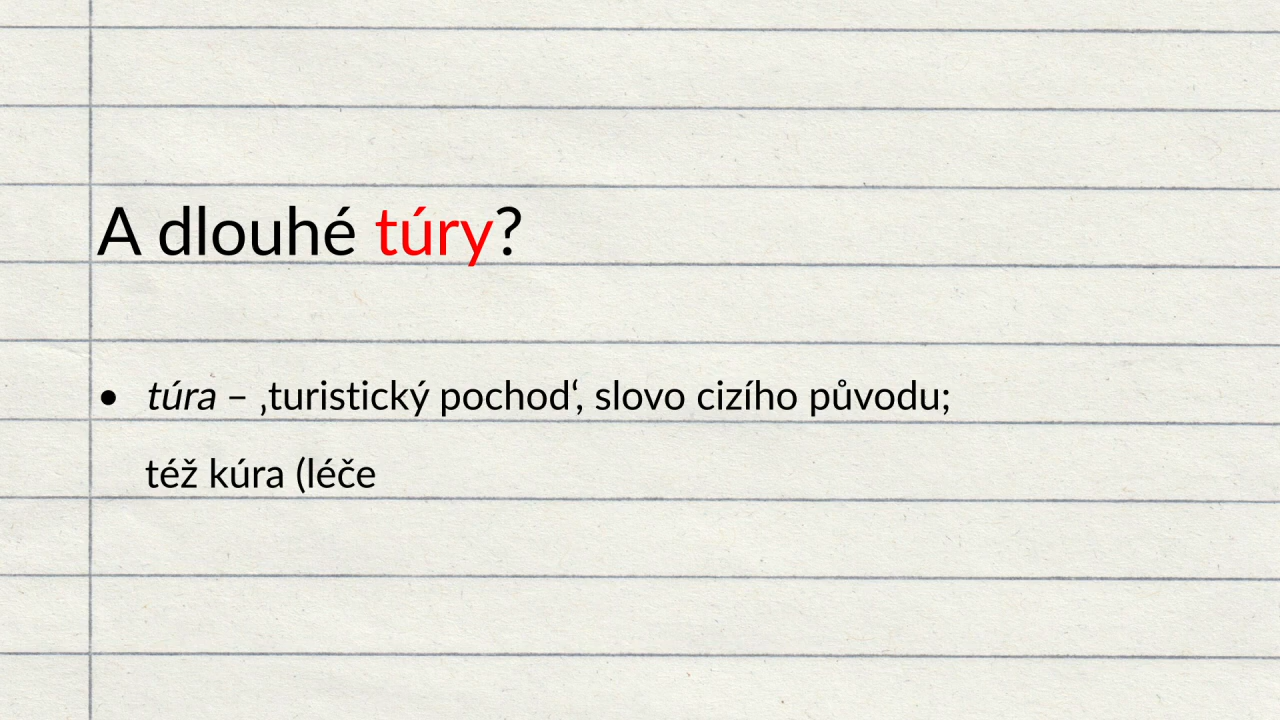 A dlouhé túry?
• túra – ‚turistický pochod‘, slovo cizího původu;
též kúra (léče